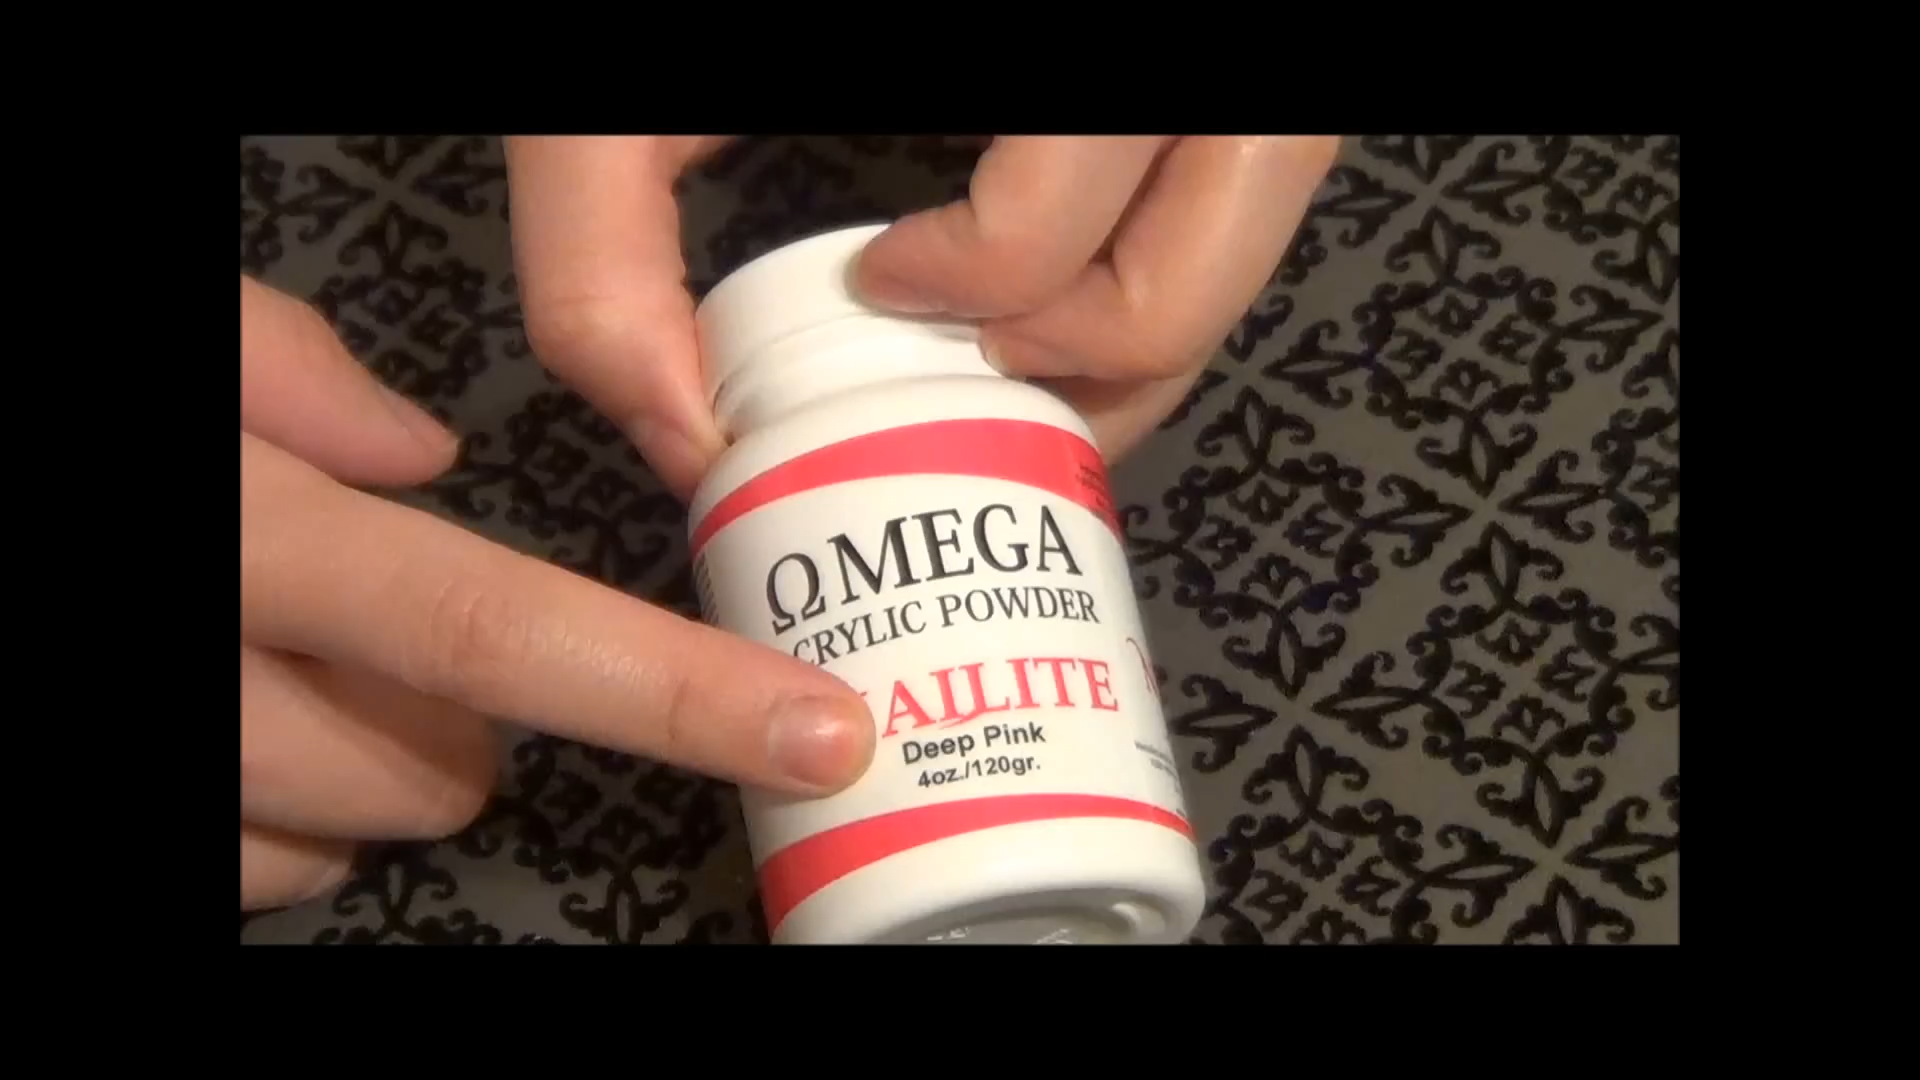 ΩMEGA
CRYLIC POWDER
AILITE
Deep Pink
4oz./120gr.